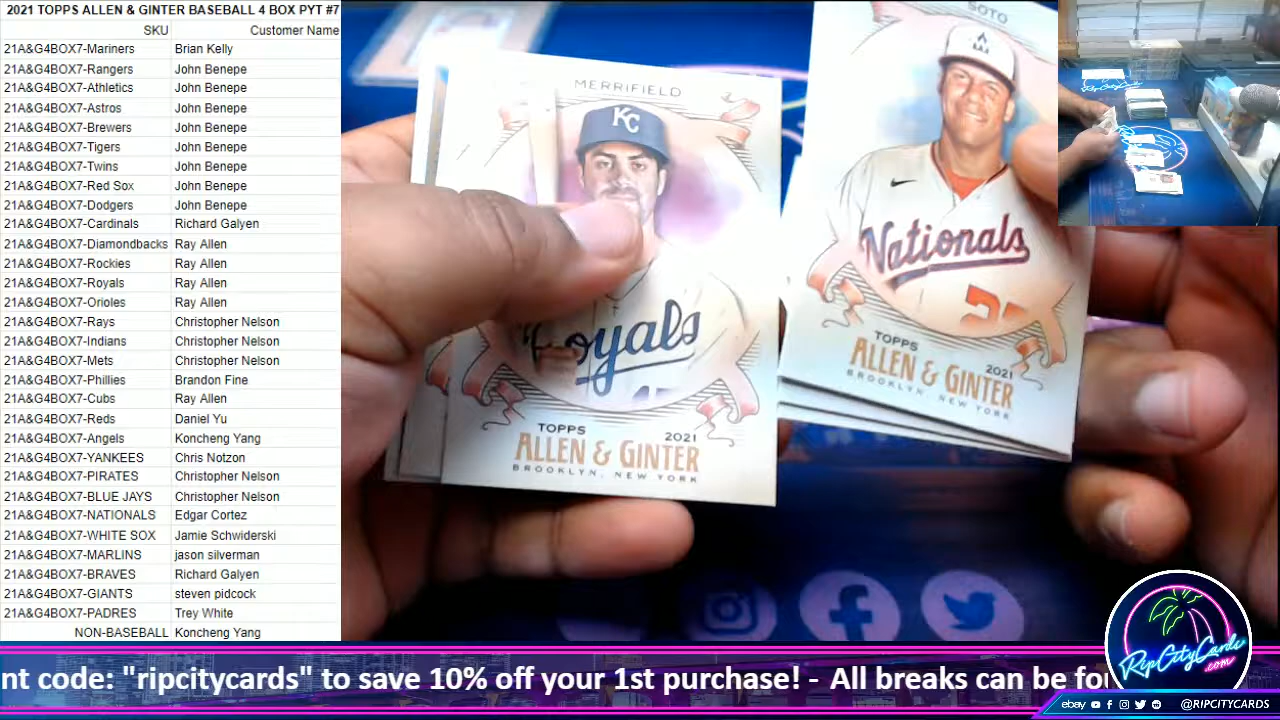 2021 TOPPS ALLEN & GINTER BASEBALL 4 BOX PYT #7
SKU Customer Name
21A&G4BOX7-Mariners Brian Kelly
21A&G4BOX7-Rangers John Benepe
21A&G4BOX7-Athletics John Benepe
21A&G4BOX7-Astros John Benepe
21A&G4BOX7-Brewers John Benepe
21A&G4BOX7-Tigers John Benepe
21A&G4BOX7-Twins John Benepe
21A&G4BOX7-Red Sox John Benepe
21A&G4BOX7-Dodgers John Benepe
21A&G4BOX7-Cardinals Richard Galyen
21A&G4BOX7-Diamondbacks Ray Allen
21A&G4BOX7-Rockies Ray Allen
21A&G4BOX7-Royals Ray Allen
21A&G4BOX7-Orioles Ray Allen
21A&G4BOX7-Rays Christopher Nelson
21A&G4BOX7-Indians Christopher Nelson
21A&G4BOX7-Mets Christopher Nelson
21A&G4BOX7-Phillies Brandon Fine
21A&G4BOX7-Cubs Ray Allen
21A&G4BOX7-Reds Daniel Yu
21A&G4BOX7-Angels Koncheng Yang
21A&G4BOX7-YANKEES Chris Notzon
21A&G4BOX7-PIRATES Christopher Nelson
21A&G4BOX7-BLUE JAYS Christopher Nelson
21A&G4BOX7-NATIONALS Edgar Cortez
21A&G4BOX7-WHITE SOX Jamie Schwiderski
21A&G4BOX7-MARLINS jason silverman
21A&G4BOX7-BRAVES Richard Galyen
21A&G4BOX7-GIANTS steven pidcock
21A&G4BOX7-PADRES Trey White
NON-BASEBALL Koncheng Yang
MERRIFIELD
KC
Royals
TOPPS 2021
ALLEN & GINTER
BROOKLYN, NEW YORK
SOTO
Nationals
TOPPS 2021
ALLEN & GINTER
BROOKLYN, NEW YORK
nt code: "ripcitycards" to save 10% off your 1st purchase! - All breaks can be fo
RipCityCards
.com
ebay @RIPCITYCARDS